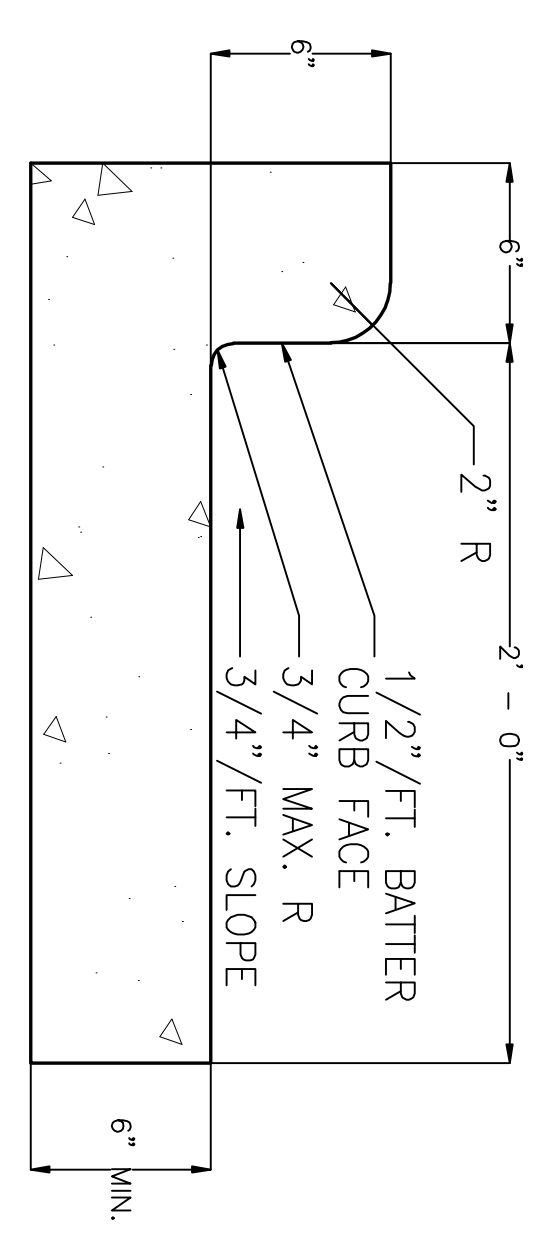 6"
6"
2' - 0"
2" R
1/2"/FT. BATTER
CURB FACE
3/4" MAX. R
3/4"/FT. SLOPE
6" MIN.